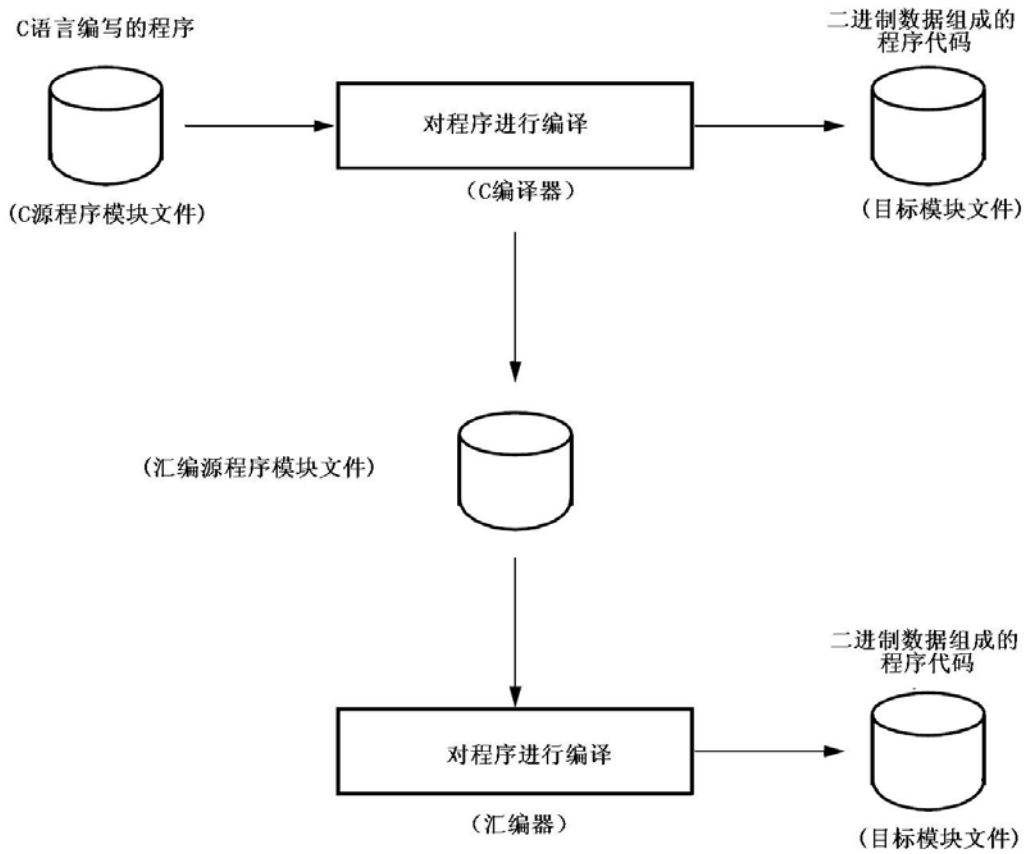 C语言编写的程序
二进制数据组成的
程序代码
对程序进行编译
(C编译器)
(C源程序模块文件)
(目标模块文件)
(汇编源程序模块文件)
二进制数据组成的
程序代码
对程序进行编译
(汇编器)
(目标模块文件)